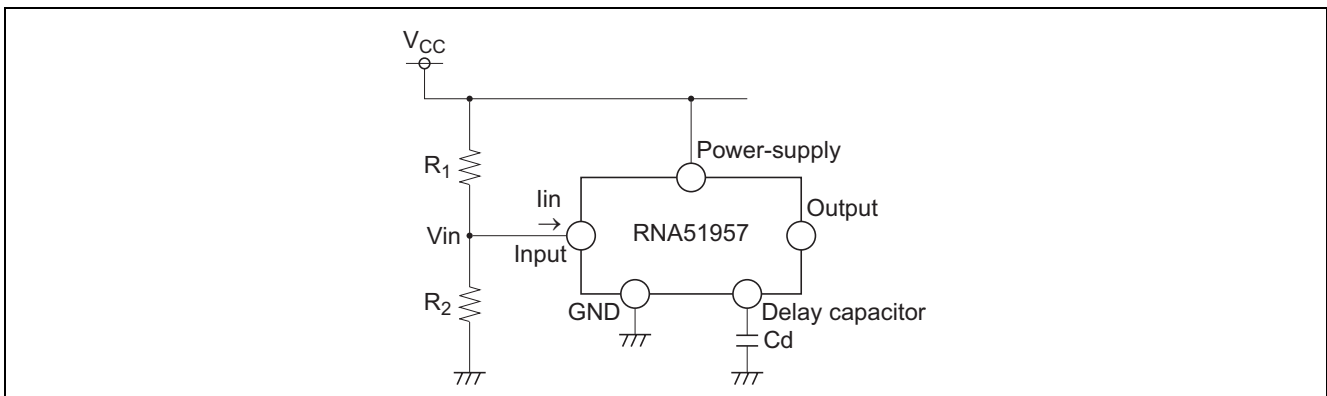 VCC
R1
Power-supply
Iin
→
Output
RNA51957
Vin
Input
R2
GND
Delay capacitor
Cd